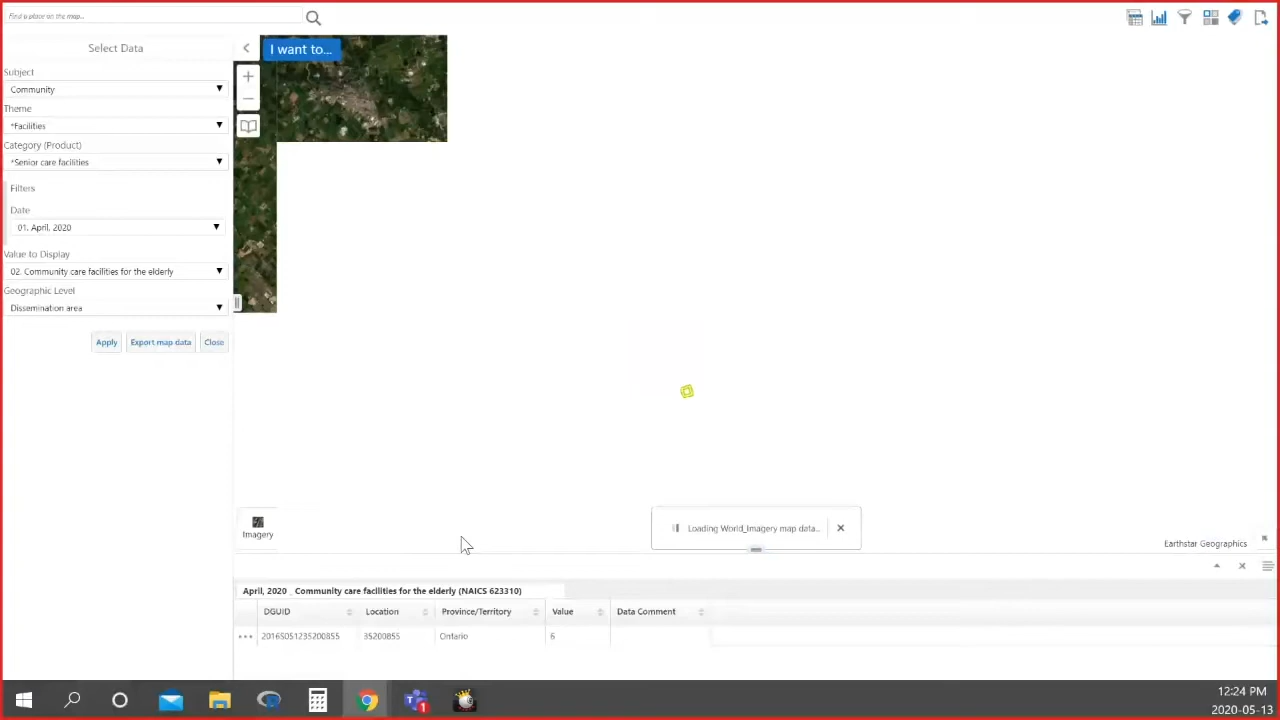 Find a place on the map...
Select Data
I want to...
Subject
Community
Theme
*Facilities
Category (Product)
*Senior care facilities
Filters
Date
01. April, 2020
Value to Display
02. Community care facilities for the elderly
Geographic Level
Dissemination area
Apply
Export map data
Close
Imagery
Loading World_Imagery map data...
Earthstar Geographics
April, 2020 _ Community care facilities for the elderly (NAICS 623310)
DGUID Location Province/Territory Value Data Comment
2016S051235200855 35200855 Ontario 6
1
12:24 PM
2020-05-13